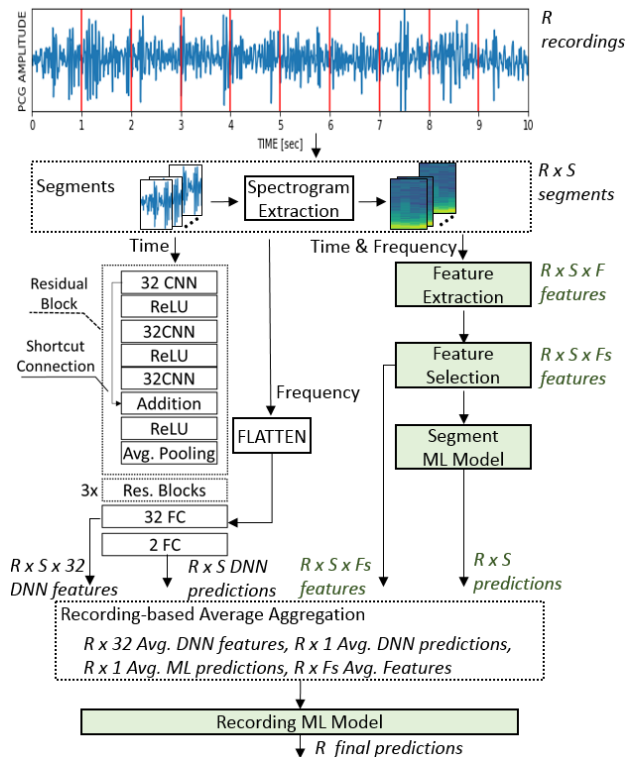 PCG AMPLITUDE
R
recordings
0 1 2 3 4 5 6 7 8 9 10
TIME [sec]
Segments
Spectrogram
Extraction
R x S
segments
Time
Time & Frequency
Residual
Block
Shortcut
Connection
32 CNN
ReLU
32CNN
ReLU
32CNN
Addition
ReLU
Avg. Pooling
3x
Res. Blocks
32 FC
2 FC
Frequency
FLATTEN
Feature
Extraction
R x S x F
features
Feature
Selection
R x S x Fs
features
Segment
ML Model
R x S x 32
DNN features
R x S DNN
predictions
R x S x Fs
features
R x S
predictions
Recording-based Average Aggregation
R x 32 Avg. DNN features, R x 1 Avg. DNN predictions,
R x 1 Avg. ML predictions, R x Fs Avg. Features
Recording ML Model
R final predictions